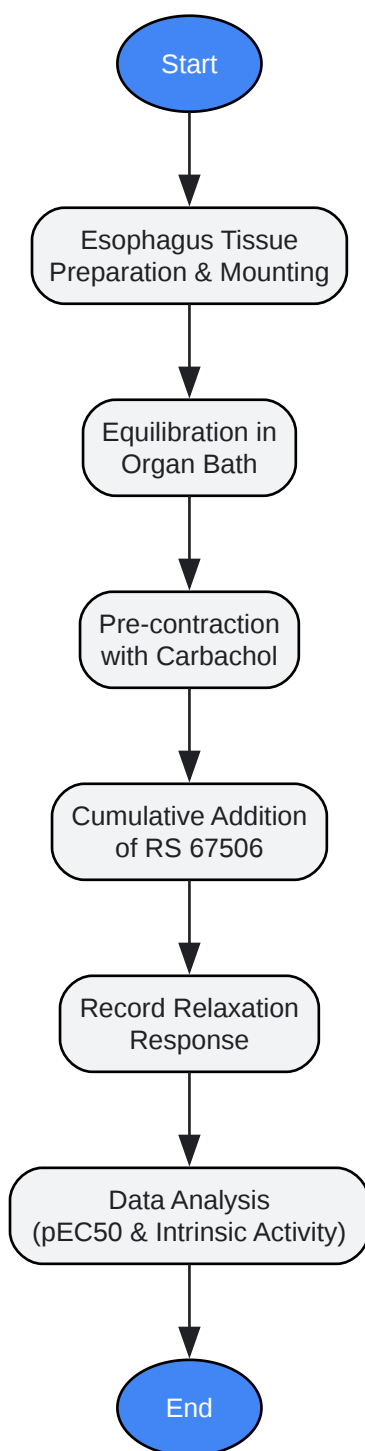 Start
Esophagus Tissue
Preparation & Mounting
Equilibration in
Organ Bath
Pre-contraction
with Carbachol
Cumulative Addition
of RS 67506
Record Relaxation
Response
Data Analysis
(pEC50 & Intrinsic Activity)
End